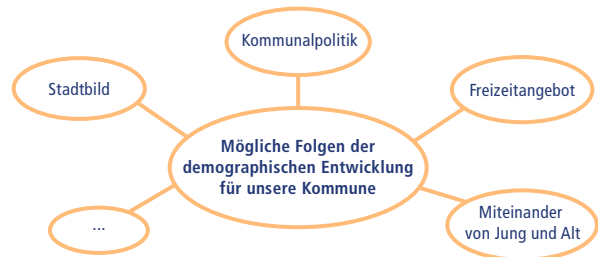 Kommunalpolitik
Stadtbild
Freizeitangebot
Mögliche Folgen der
demographischen Entwicklung
für unsere Kommune
...
Miteinander
von Jung und Alt